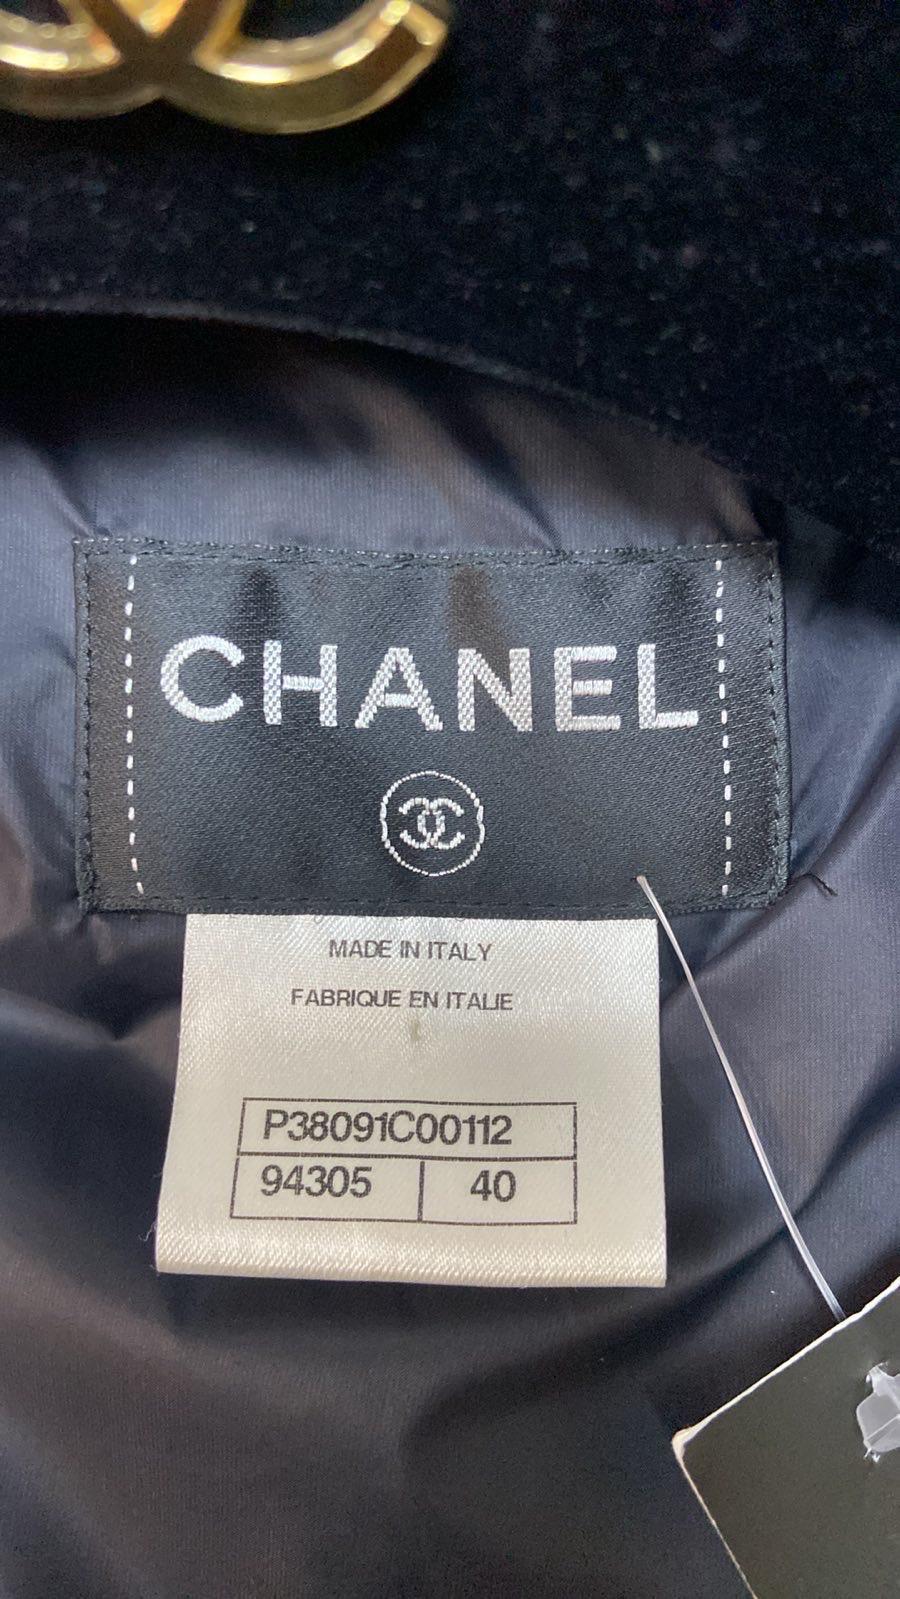 CHANEL
MADE IN ITALY
FABRIQUE EN ITALIE
P38091C00112
94305 40